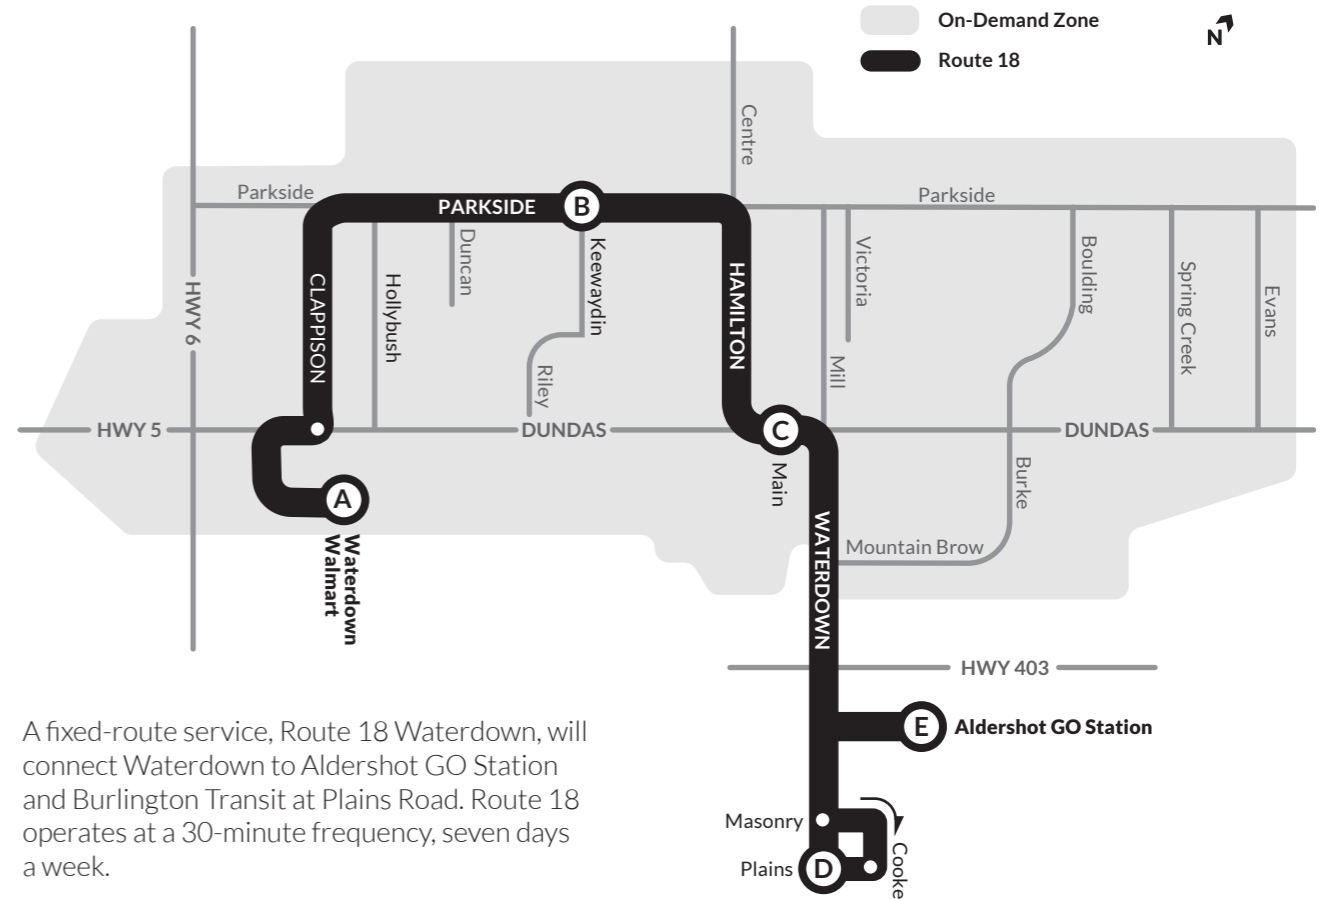 On-Demand Zone
Route 18
N
Centre
Parkside
PARKSIDE
B
Parkside
HWY 6
CLAPPISON
Hollybush
Duncan
Keewaydin
Riley
HAMILTON
Victoria
Mill
Boulding
Spring Creek
Evans
HWY 5
DUNDAS
C
DUNDAS
Main
Burke
A
Waterdown
Walmart
WATERDOWN
Mountain Brow
HWY 403
E
Aldershot GO Station
Masonry
Plains
D
Cooke
A fixed-route service, Route 18 Waterdown, will
connect Waterdown to Aldershot GO Station
and Burlington Transit at Plains Road. Route 18
operates at a 30-minute frequency, seven days
a week.